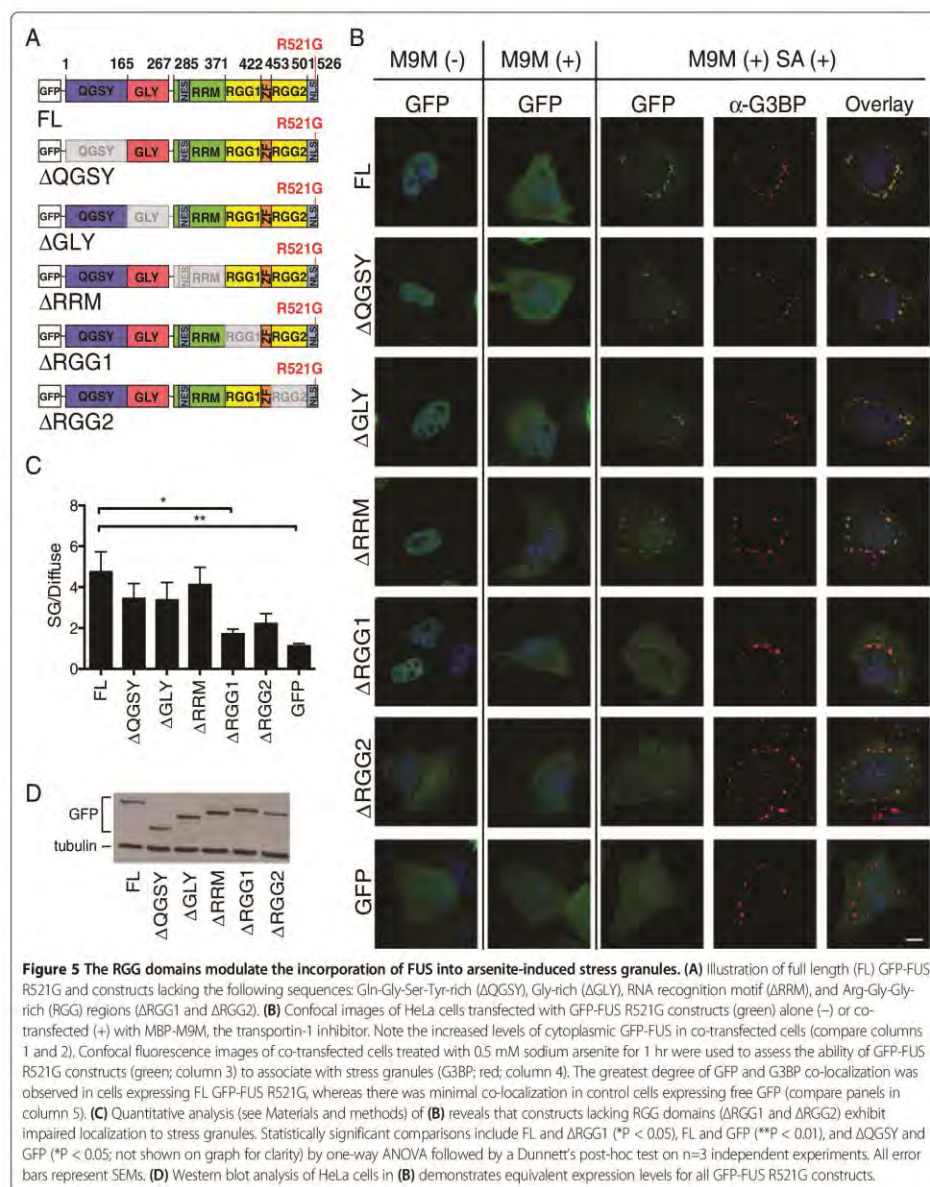 A
R521G
1 165 267 285 371 422 453 501 526
GFP QGSY GLY NES RRM RGG1 ZF RGG2 NLS
FL
R521G
GFP QGSY GLY NES RRM RGG1 ZF RGG2 NLS
ΔQGSY
R521G
GFP QGSY GLY NES RRM RGG1 ZF RGG2 NLS
ΔGLY
R521G
GFP QGSY GLY NES RRM RGG1 ZF RGG2 NLS
ΔRRM
R521G
GFP QGSY GLY NES RRM RGG1 ZF RGG2 NLS
ΔRGG1
R521G
GFP QGSY GLY NES RRM RGG1 ZF RGG2 NLS
ΔRGG2
B
M9M (-) M9M (+) M9M (+) SA (+)
GFP GFP GFP α-G3BP Overlay
FL
ΔQGSY
ΔGLY
ΔRRM
ΔRGG1
ΔRGG2
GFP
C
SG/Diffuse
8
6
4
2
0
*
**
FL ΔQGSY ΔGLY ΔRRM ΔRGG1 ΔRGG2 GFP
D
GFP
tubulin
FL ΔQGSY ΔGLY ΔRRM ΔRGG1 ΔRGG2
Figure 5 The RGG domains modulate the incorporation of FUS into arsenite-induced stress granules. (A) Illustration of full length (FL) GFP-FUS
R521G and constructs lacking the following sequences: Gln-Gly-Ser-Tyr-rich (ΔQGSY), Gly-rich (ΔGLY), RNA recognition motif (ΔRRM), and Arg-Gly-Gly-
rich (RGG) regions (ΔRGG1 and ΔRGG2). (B) Confocal images of HeLa cells transfected with GFP-FUS R521G constructs (green) alone (−) or co-
transfected (+) with MBP-M9M, the transportin-1 inhibitor. Note the increased levels of cytoplasmic GFP-FUS in co-transfected cells (compare columns
1 and 2). Confocal fluorescence images of co-transfected cells treated with 0.5 mM sodium arsenite for 1 hr were used to assess the ability of GFP-FUS
R521G constructs (green; column 3) to associate with stress granules (G3BP; red; column 4). The greatest degree of GFP and G3BP co-localization was
observed in cells expressing FL GFP-FUS R521G, whereas there was minimal co-localization in control cells expressing free GFP (compare panels in
column 5). (C) Quantitative analysis (see Materials and methods) of (B) reveals that constructs lacking RGG domains (ΔRGG1 and ΔRGG2) exhibit
impaired localization to stress granules. Statistically significant comparisons include FL and ΔRGG1 (*P < 0.05), FL and GFP (**P < 0.01), and ΔQGSY and
GFP (*P < 0.05; not shown on graph for clarity) by one-way ANOVA followed by a Dunnett's post-hoc test on n=3 independent experiments. All error
bars represent SEMs. (D) Western blot analysis of HeLa cells in (B) demonstrates equivalent expression levels for all GFP-FUS R521G constructs.